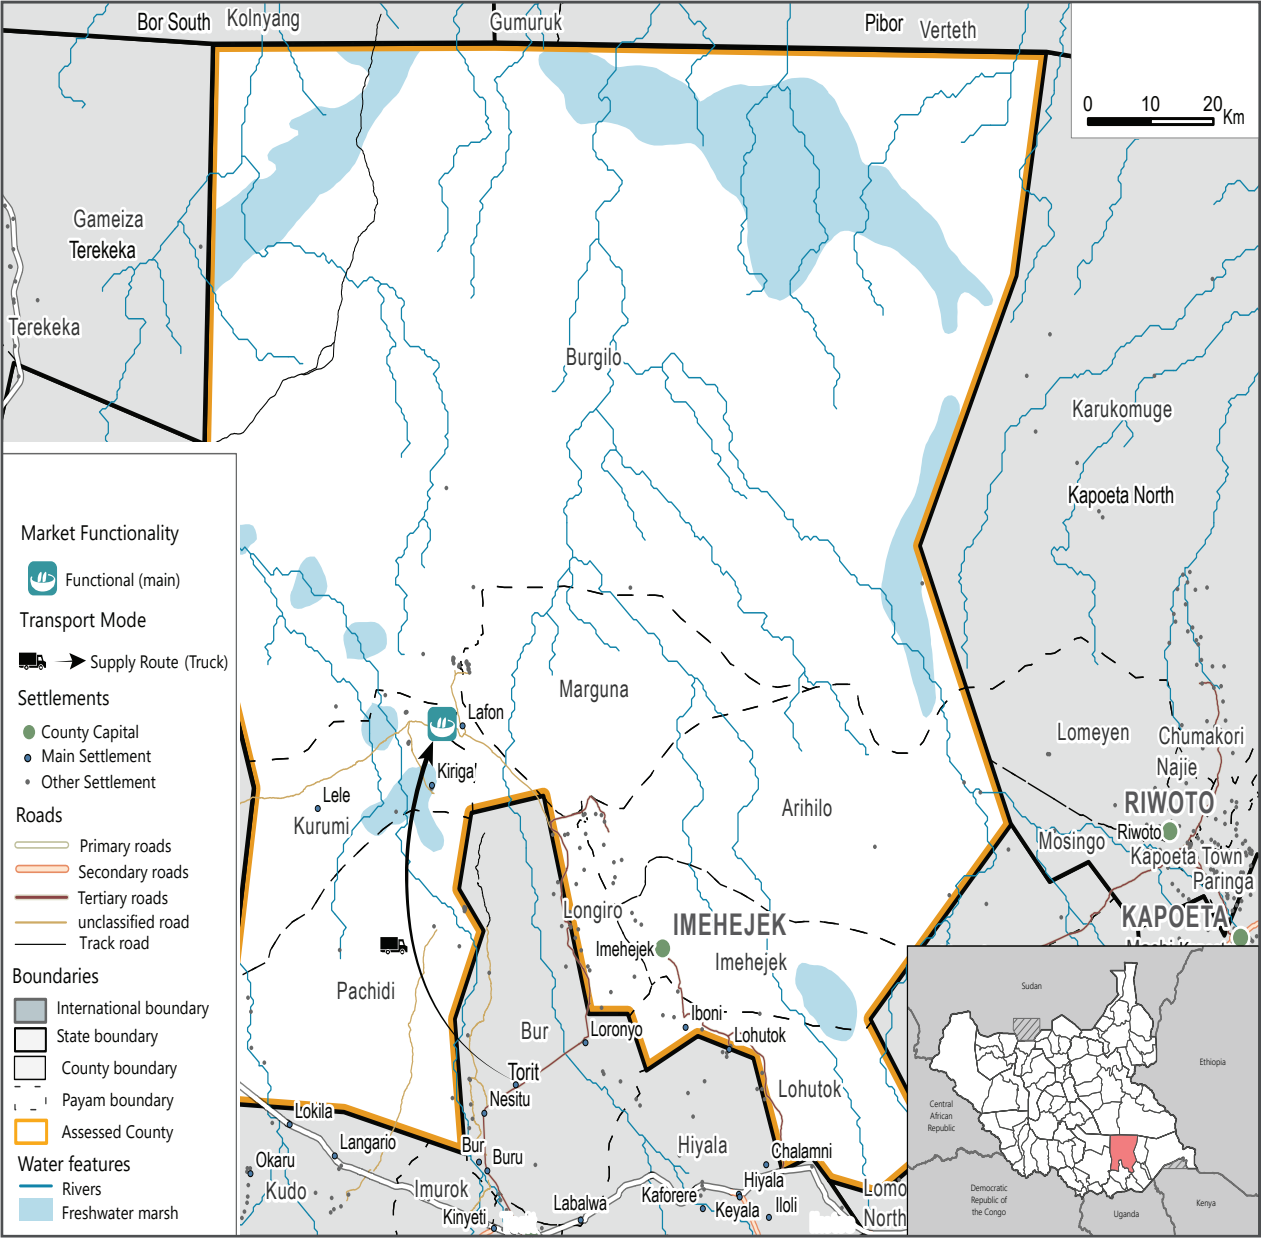 Bor South
Kolnyang
Gumuruk
Pibor
Verteth
0 10 20
Km
Gameiza
Terekeka
Terekeka
Burgilo
Karukomuge
Kapoeta North
Market Functionality
Functional (main)
Transport Mode
Supply Route (Truck)
Settlements
County Capital
Main Settlement
Other Settlement
Roads
Primary roads
Secondary roads
Tertiary roads
unclassified road
Track road
Boundaries
International boundary
State boundary
County boundary
Payam boundary
Assessed County
Water features
Rivers
Freshwater marsh
Marguna
Lafon
Kiriga'
Lele
Kurumi
Arihilo
Lomeyen
Chumakori
Najie
RIWOTO
Riwoto
Mosingo
Kapoeta Town
Paringa
KAPOETA
Longiro
IMEHEJEK
Imehejek
Imehejek
Pachidi
Bur
Loronyo
Iboni
Lohutok
Torit
Nesitu
Lohutok
Lokila
Langario
Bur
Buru
Hiyala
Chalamni
Okaru
Kudo
Imurok
Kinyeti
Labalwa
Kaforere
Hiyala
Keyala
Iloli
Lomo
North
Sudan
Ethiopia
Central
African
Republic
Democratic
Republic of
the Congo
Uganda
Kenya